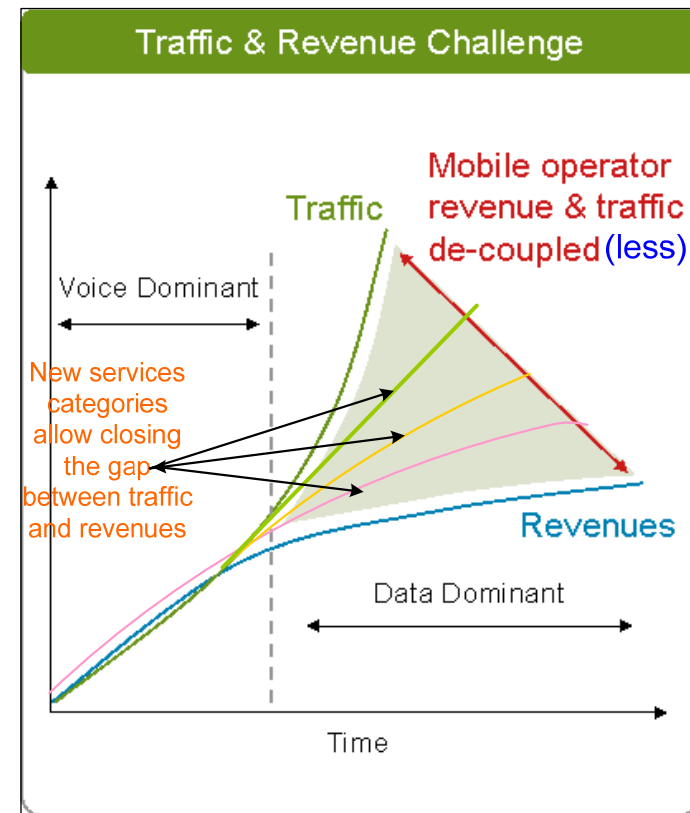 Traffic & Revenue Challenge
Mobile operator
revenue & traffic
de-coupled (less)
Traffic
Voice Dominant
New services
categories
allow closing
the gap
between traffic
and revenues
Revenues
Data Dominant
Time